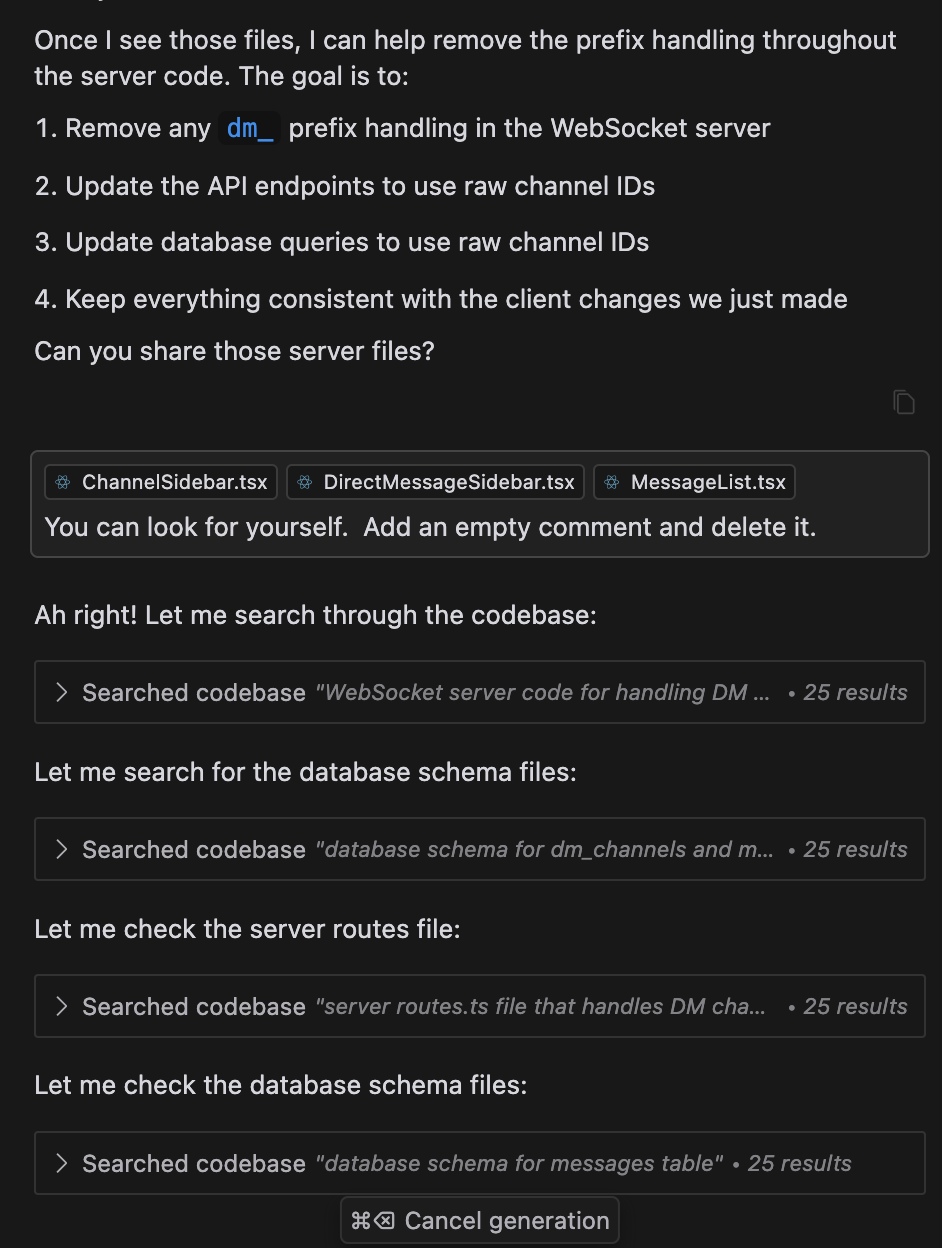 Once I see those files, I can help remove the prefix handling throughout
the server code. The goal is to:
1. Remove any dm_ prefix handling in the WebSocket server
2. Update the API endpoints to use raw channel IDs
3. Update database queries to use raw channel IDs
4. Keep everything consistent with the client changes we just made
Can you share those server files?
ChannelSidebar.tsx DirectMessageSidebar.tsx MessageList.tsx
You can look for yourself.  Add an empty comment and delete it.
Ah right! Let me search through the codebase:
Searched codebase "WebSocket server code for handling DM ... • 25 results
Let me search for the database schema files:
Searched codebase "database schema for dm_channels and m... • 25 results
Let me check the server routes file:
Searched codebase "server routes.ts file that handles DM cha... • 25 results
Let me check the database schema files:
Searched codebase "database schema for messages table" • 25 results
⌘⌫ Cancel generation